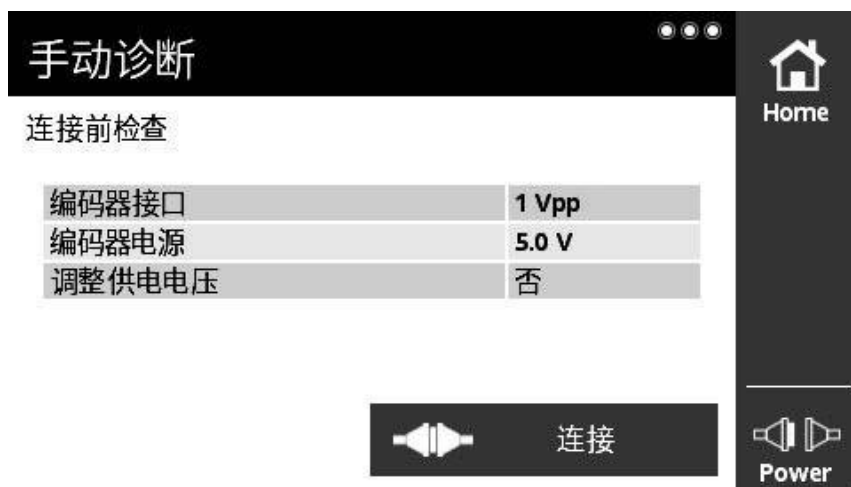 手动诊断
Home
连接前检查
编码器接口 1 Vpp
编码器电源 5.0 V
调整供电电压 否
连接
Power